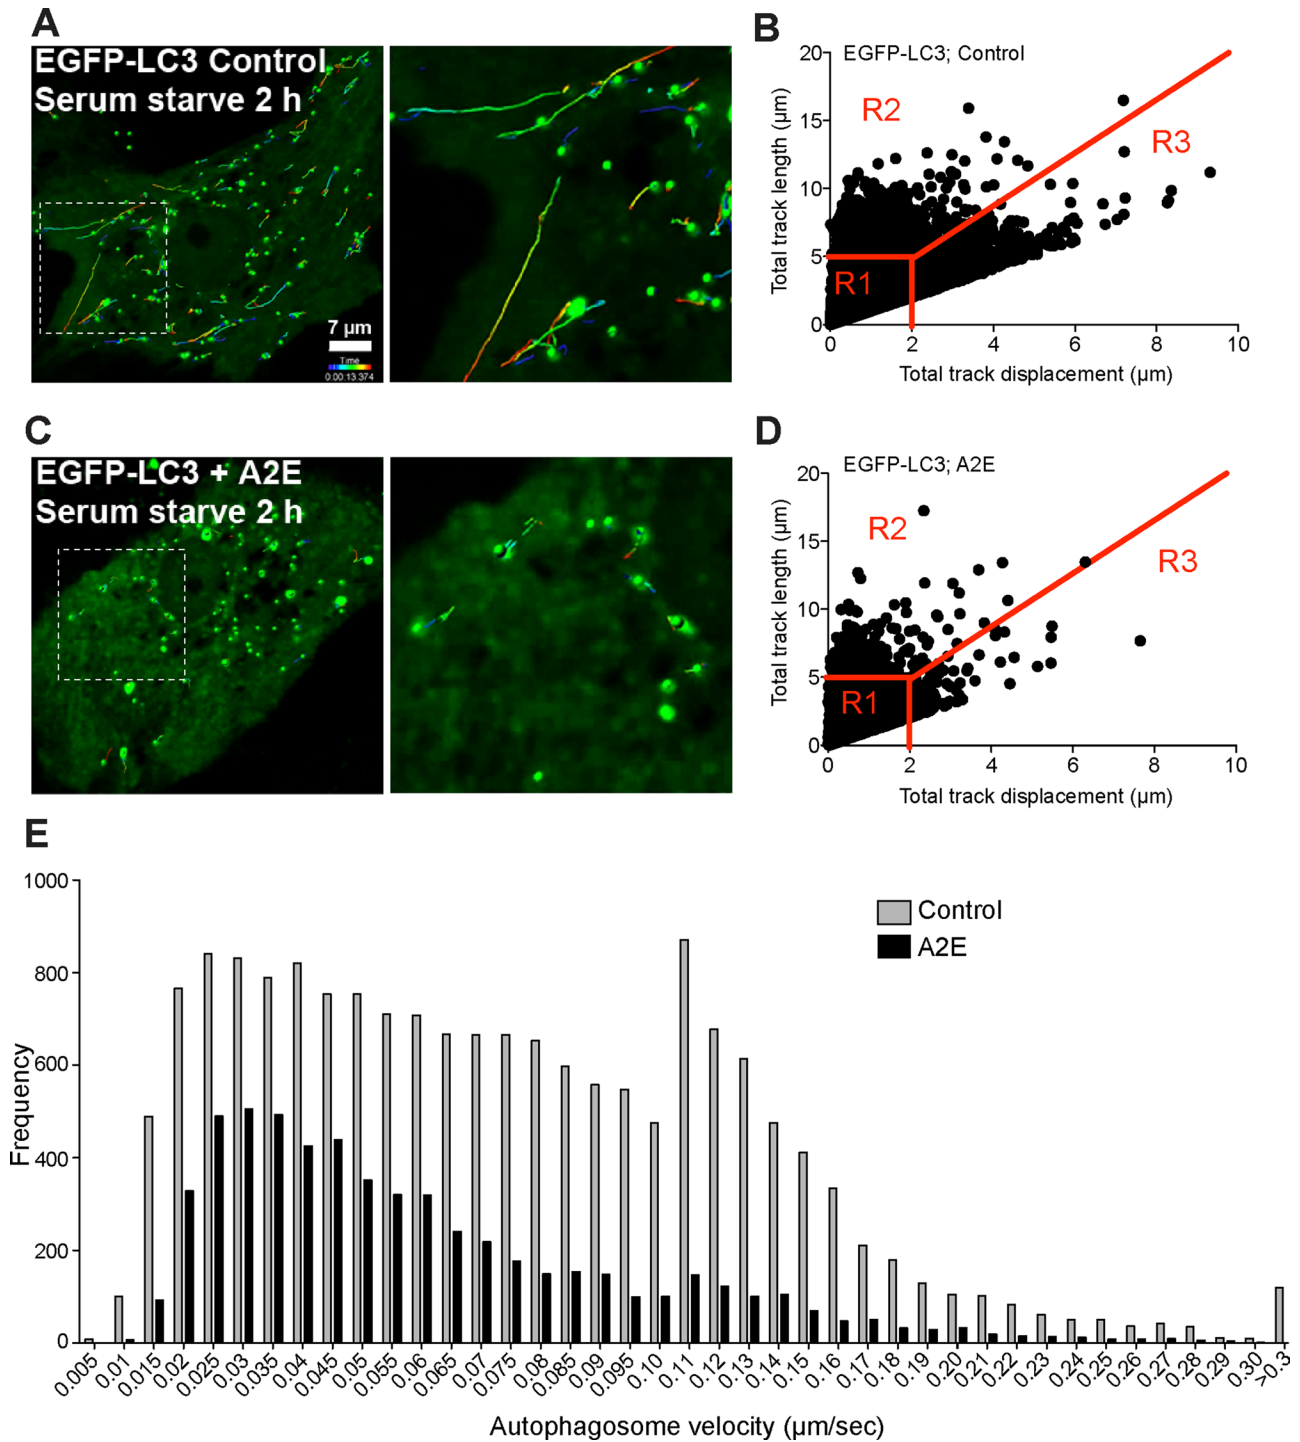 A
EGFP-LC3 Control
Serum starve 2 h
7 µm
Time
0:00:13.374
B
EGFP-LC3; Control
R2
R3
R1
Total track length (µm)
20
15
10
5
0
0 2 4 6 8 10
Total track displacement (µm)
C
EGFP-LC3 + A2E
Serum starve 2 h
D
EGFP-LC3; A2E
R2
R3
R1
Total track length (µm)
20
15
10
5
0
0 2 4 6 8 10
Total track displacement (µm)
E
Control
A2E
Frequency
1000
800
600
400
200
0
0.005 0.01 0.015 0.02 0.025 0.03 0.035 0.04 0.045 0.05 0.055 0.06 0.065 0.07 0.075 0.08 0.085 0.09 0.095 0.10 0.11 0.12 0.13 0.14 0.15 0.16 0.17 0.18 0.19 0.20 0.21 0.22 0.23 0.24 0.25 0.26 0.27 0.28 0.29 0.30 >0.3
Autophagosome velocity (µm/sec)